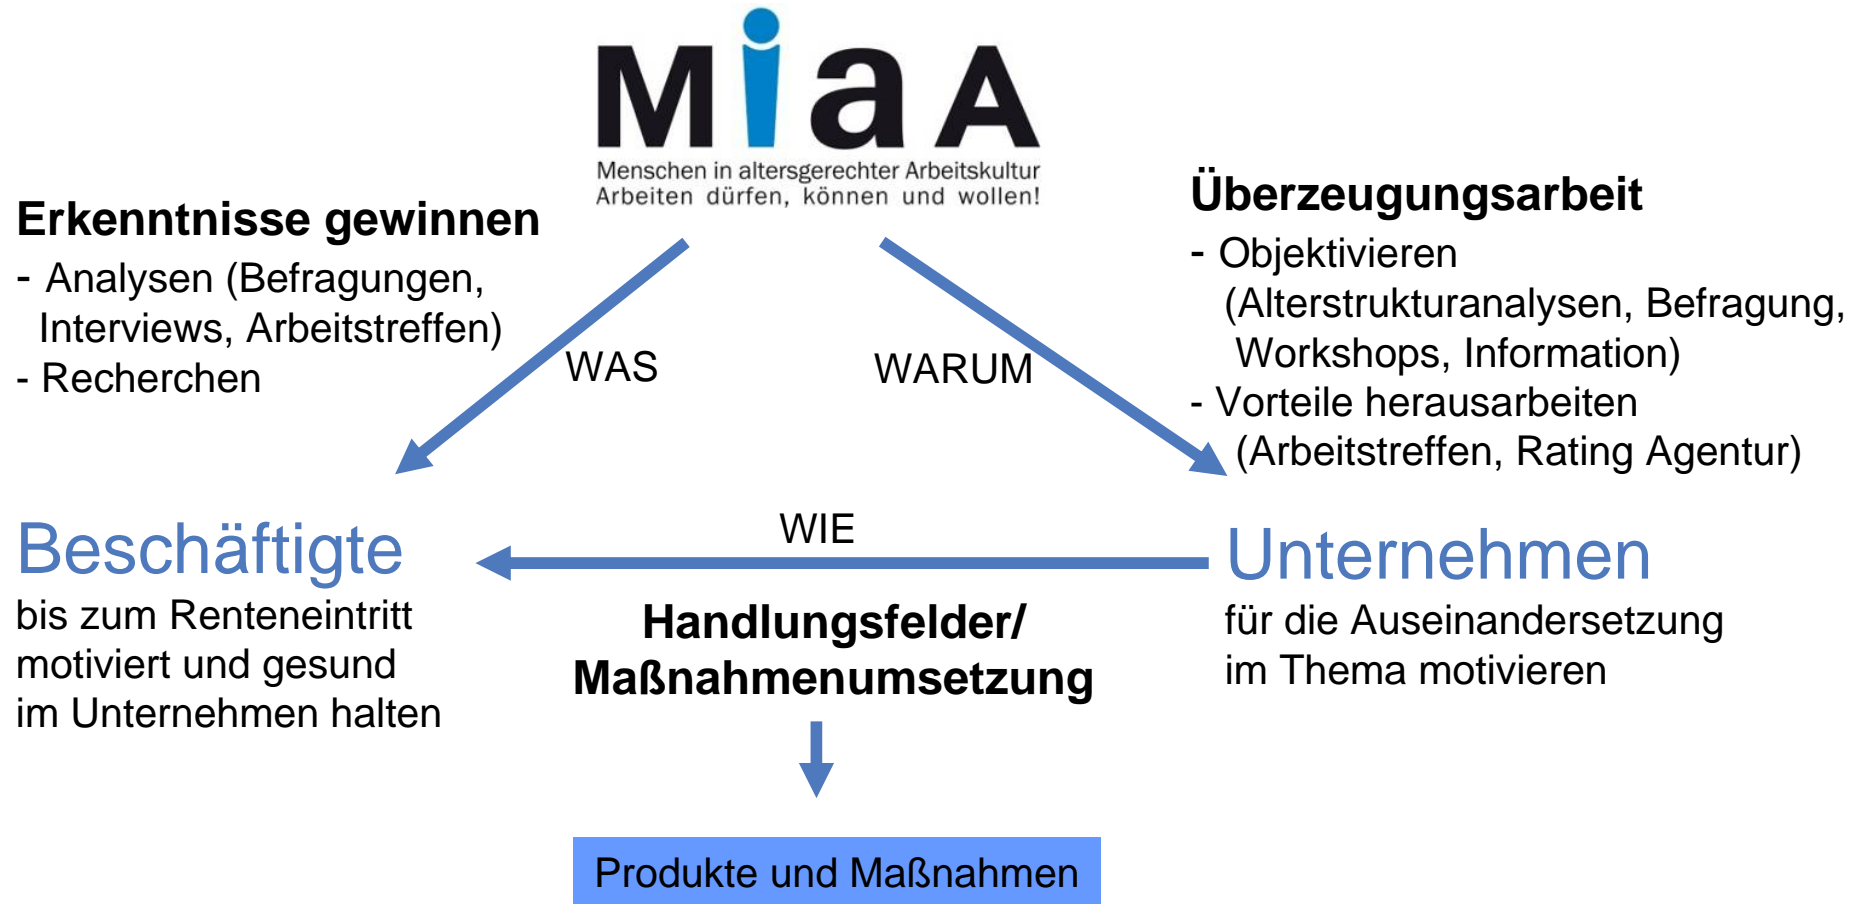 MiaA
Menschen in altersgerechter Arbeitskultur
Arbeiten dürfen, können und wollen!
Erkenntnisse gewinnen
- Analysen (Befragungen,
Interviews, Arbeitstreffen)
- Recherchen
WAS
WARUM
Überzeugungsarbeit
- Objektivieren
(Alterstrukturanalysen, Befragung,
Workshops, Information)
- Vorteile herausarbeiten
(Arbeitstreffen, Rating Agentur)
Beschäftigte
bis zum Renteneintritt
motiviert und gesund
im Unternehmen halten
WIE
Handlungsfelder/
Maßnahmenumsetzung
Unternehmen
für die Auseinandersetzung
im Thema motivieren
Produkte und Maßnahmen